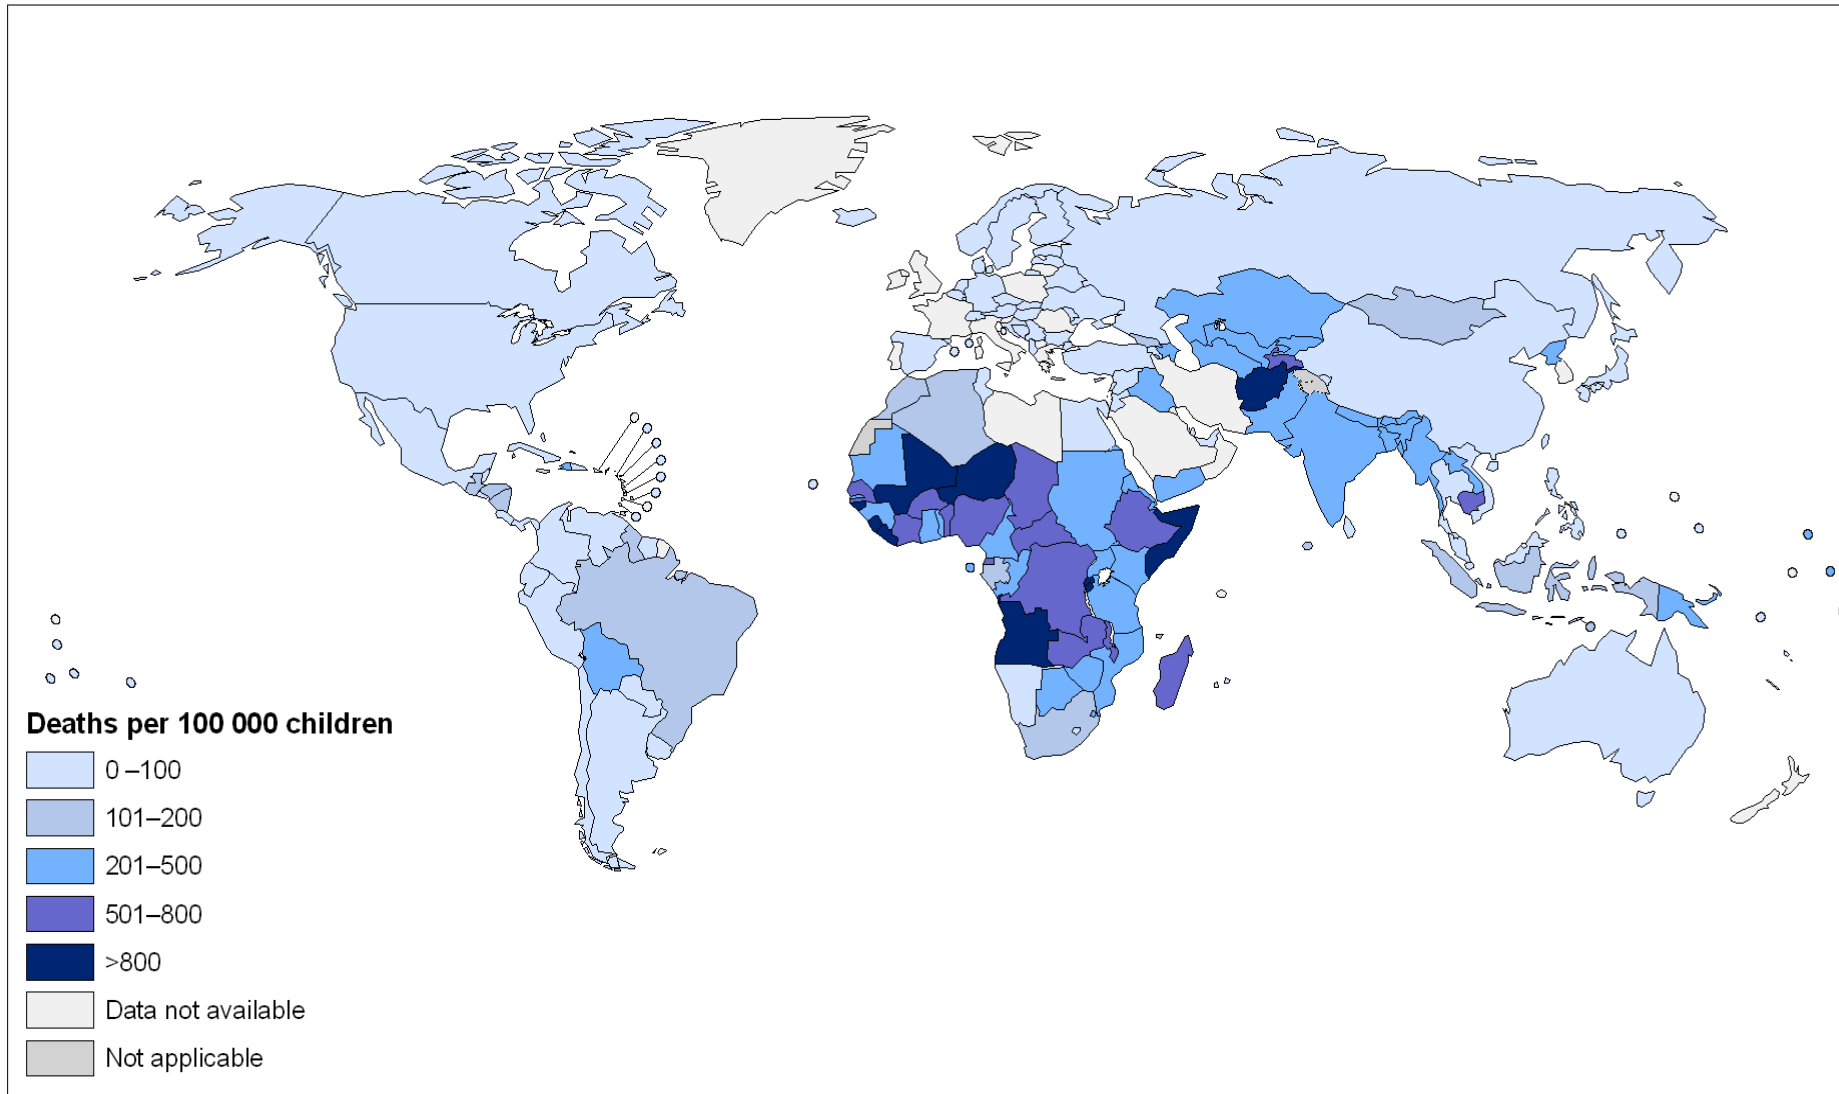 Deaths per 100 000 children
0 –100
101–200
201–500
501–800
>800
Data not available
Not applicable